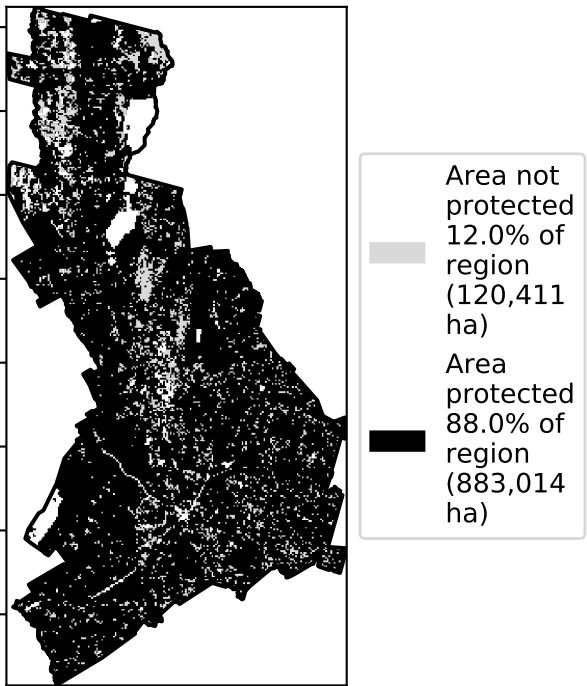 Area not
protected
12.0% of
region
(120,411
ha)
Area
protected
88.0% of
region
(883,014
ha)